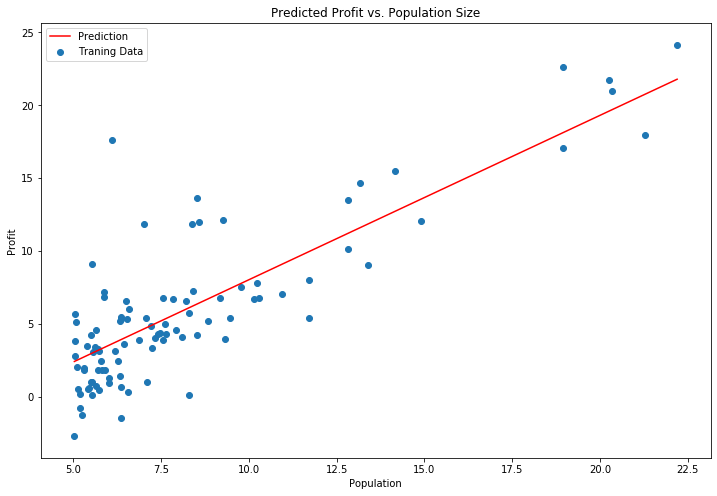 Predicted Profit vs. Population Size
Prediction
Traning Data
Profit
25
20
15
10
5
0
5.0 7.5 10.0 12.5 15.0 17.5 20.0 22.5
Population